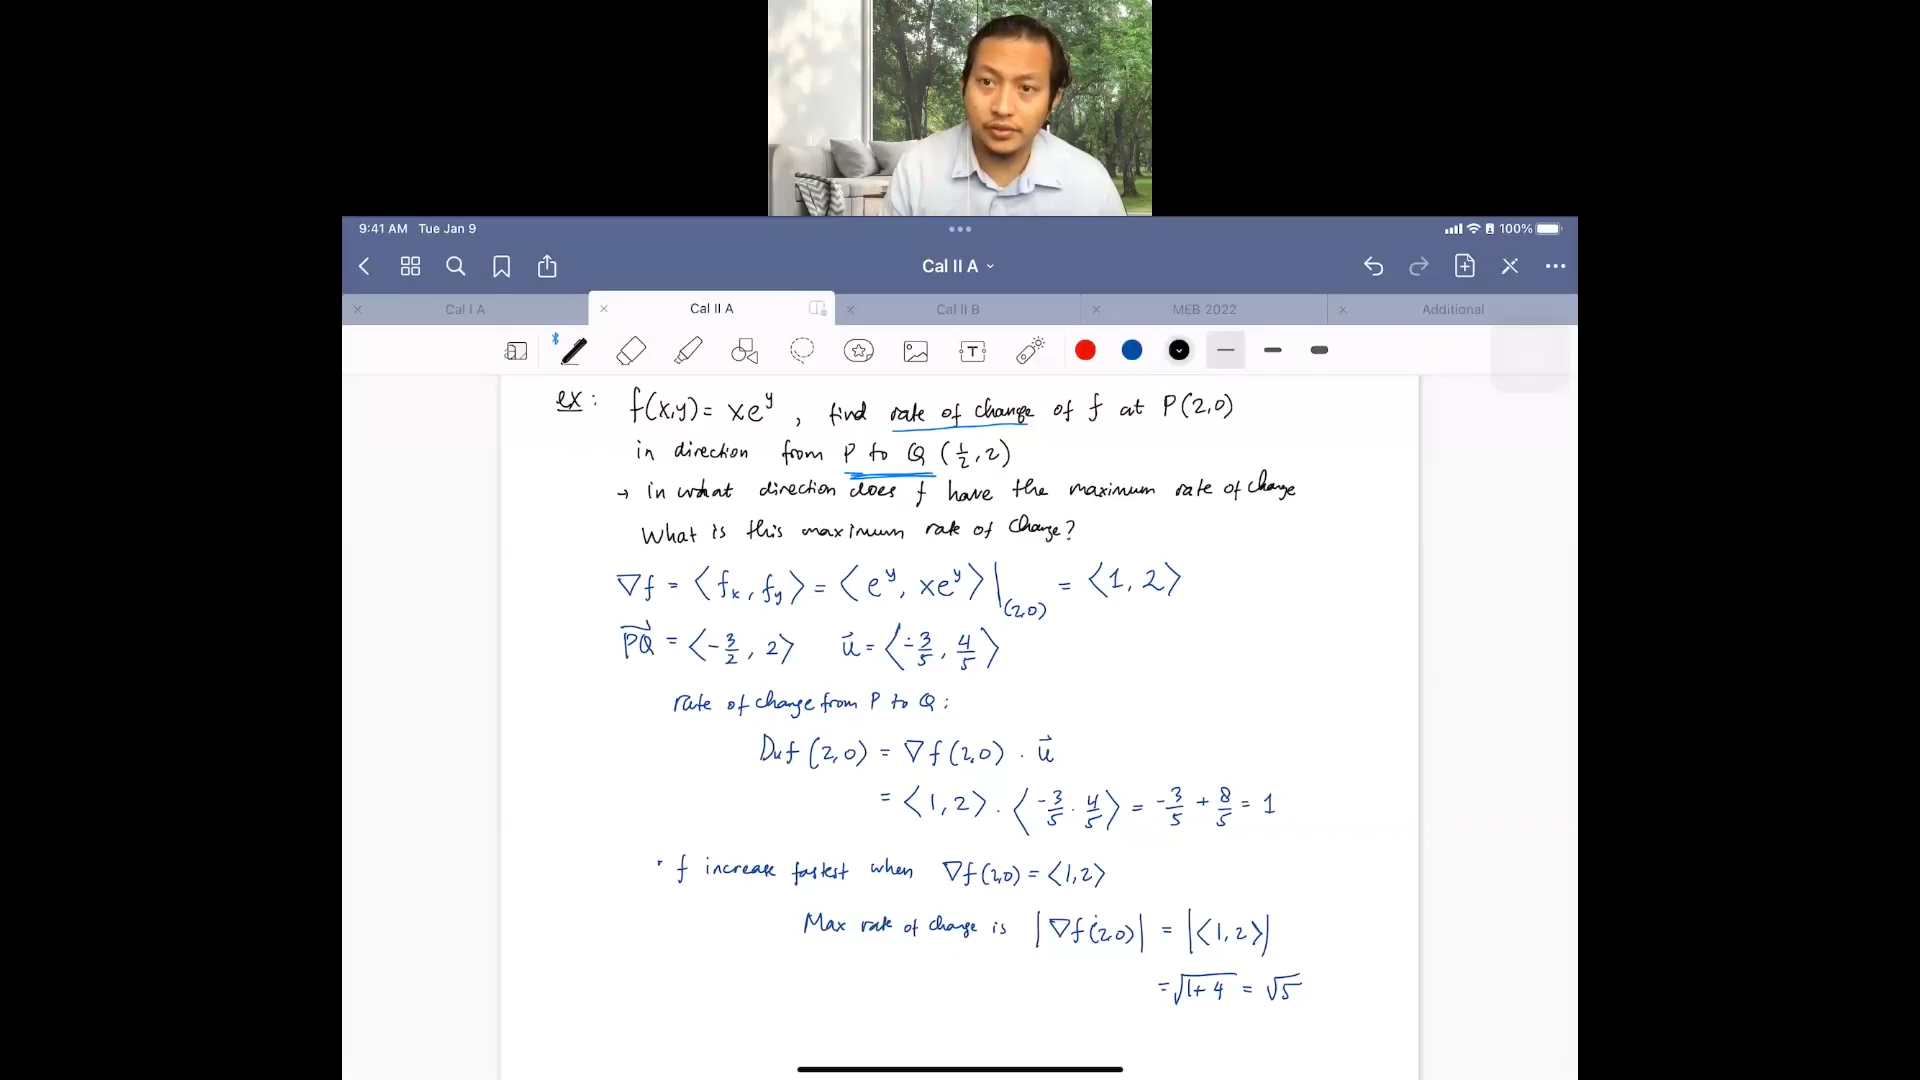 9:41 AM Tue Jan 9
100%
Cal II A
Cal I A
Cal II A
Cal II B
MEB 2022
Additional
T
ex : f(x,y) = xe^y , find rate of change of f at P(2,0)
in direction from P to Q (1/2, 2)
→ in what direction does f have the maximum rate of change
What is this maximum rate of change?
∇f = ⟨f_x, f_y⟩ = ⟨e^y, xe^y⟩|_(2,0) = ⟨1, 2⟩
PQ⃗ = ⟨-3/2, 2⟩ u⃗ = ⟨-3/5, 4/5⟩
rate of change from P to Q :
Duf (2,0) = ∇f (2,0) · u⃗
= ⟨1, 2⟩ · ⟨-3/5 . 4/5⟩ = -3/5 + 8/5 = 1
· f increase fastest when ∇f(2,0) = ⟨1,2⟩
Max rate of change is |∇f(2,0)| = |⟨1,2⟩|
= √1+4 = √5